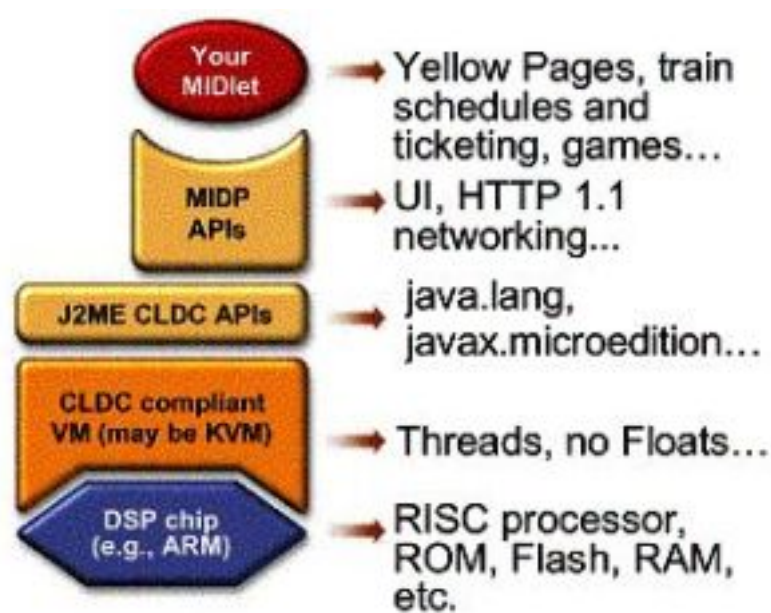 Your
MIDlet
Yellow Pages, train
schedules and
ticketing, games...
MIDP
APIs
UI, HTTP 1.1
networking...
J2ME CLDC APIs
java.lang,
javax.microedition...
CLDC compliant
VM (may be KVM)
Threads, no Floats...
DSP chip
(e.g., ARM)
RISC processor,
ROM, Flash, RAM,
etc.